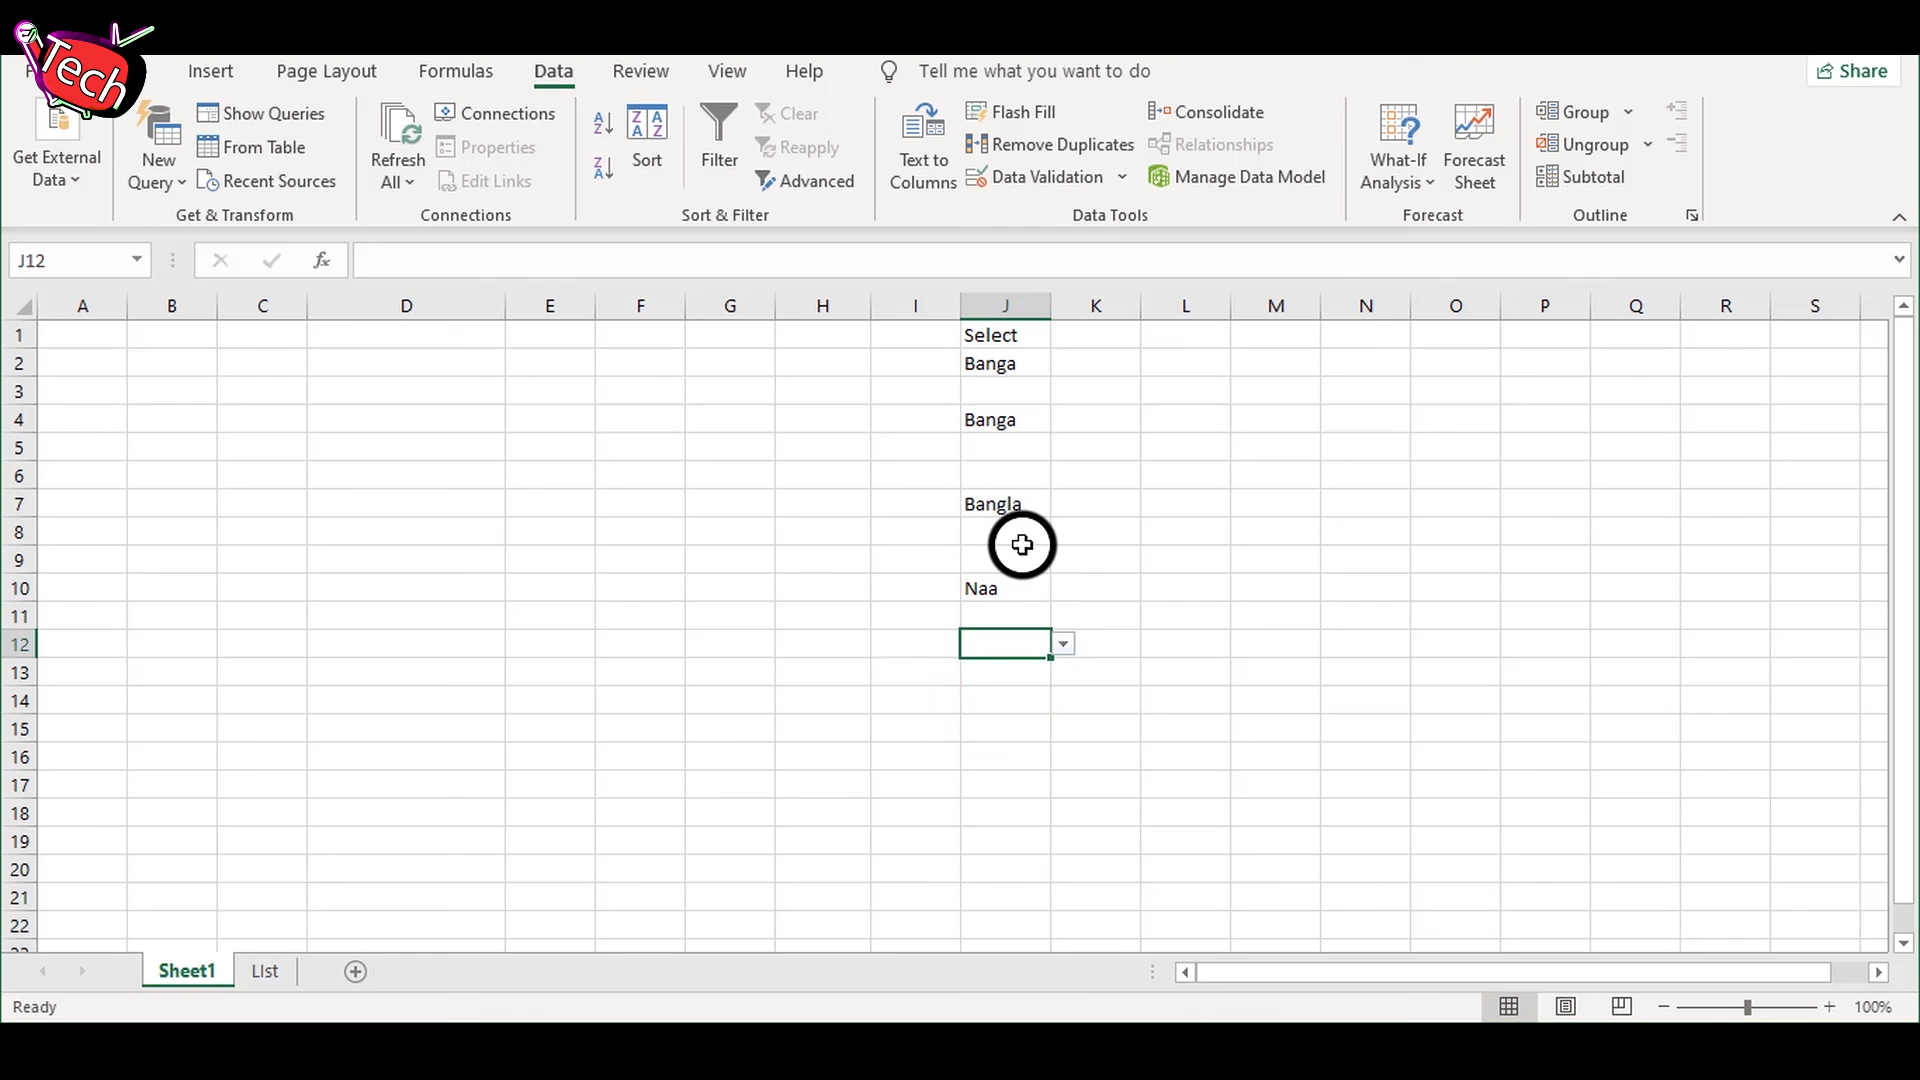 Tech
Insert Page Layout Formulas Data Review View Help Tell me what you want to do Share
Get External Data
New Query
Show Queries
From Table
Recent Sources
Get & Transform
Refresh All
Connections
Properties
Edit Links
Connections
Sort
Filter
Clear
Reapply
Advanced
Sort & Filter
Text to Columns
Flash Fill
Remove Duplicates
Data Validation
Consolidate
Relationships
Manage Data Model
Data Tools
What-If Analysis
Forecast Sheet
Forecast
Group
Ungroup
Subtotal
Outline
J12 fx
A B C D E F G H I J K L M N O P Q R S
1 Select
2 Banga
3
4 Banga
5
6
7 Bangla
8
9
10 Naa
11
12
13
14
15
16
17
18
19
20
21
22
Sheet1 LIst
Ready 100%